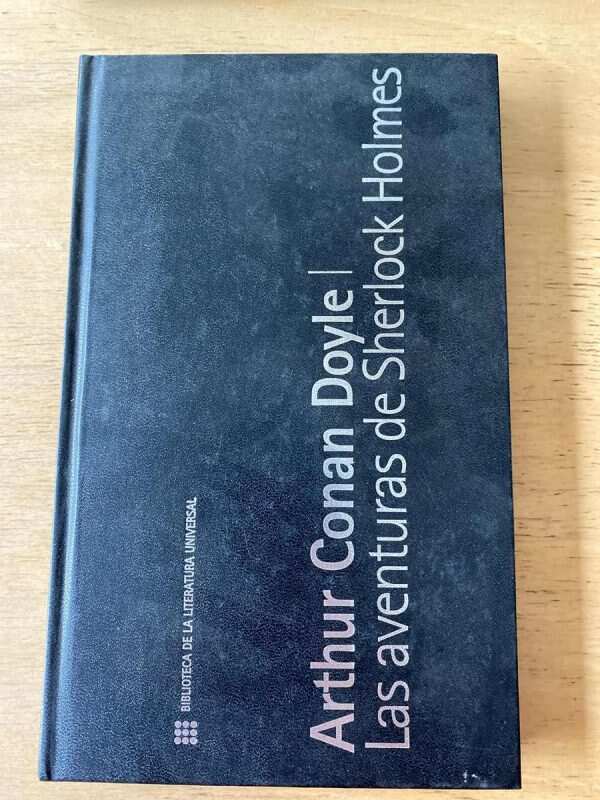 BIBLIOTECA DE LA LITERATURA UNIVERSAL
Arthur Conan Doyle|
Las aventuras de Sherlock Holmes